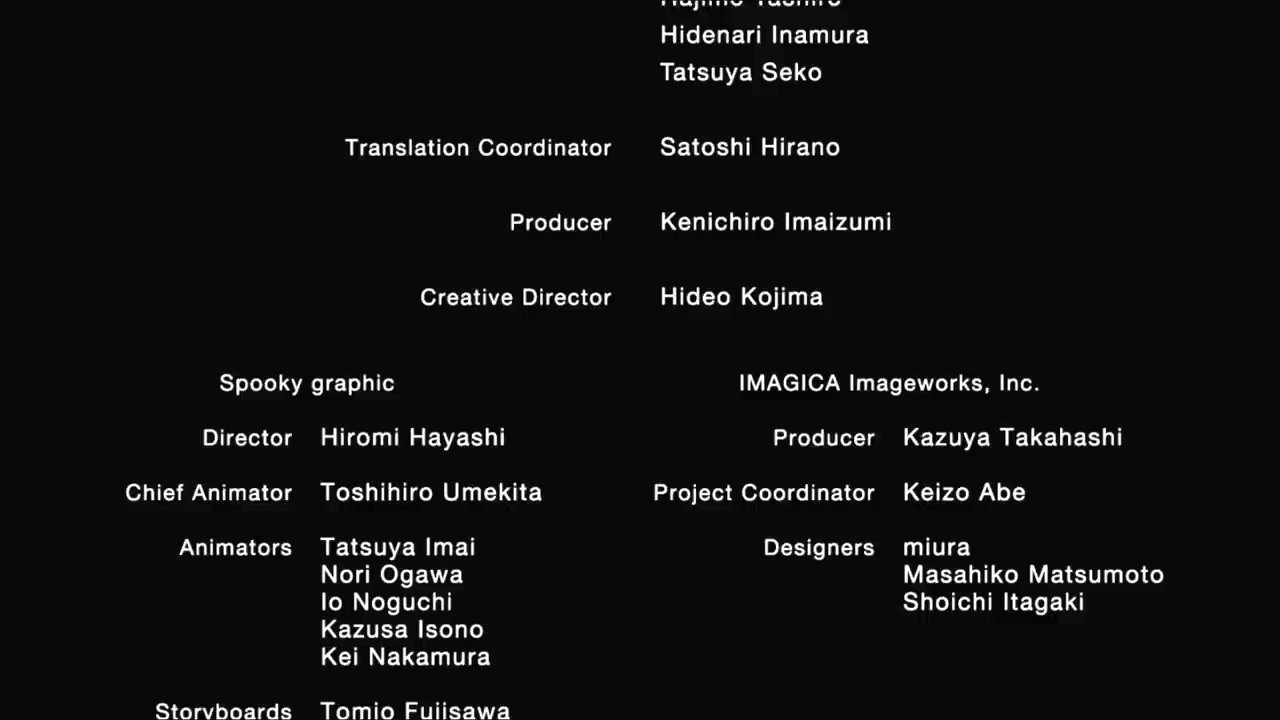 Hajime Tashiro
Hidenari Inamura
Tatsuya Seko
Translation Coordinator Satoshi Hirano
Producer Kenichiro Imaizumi
Creative Director Hideo Kojima
Spooky graphic
Director Hiromi Hayashi
Chief Animator Toshihiro Umekita
Animators Tatsuya Imai
Nori Ogawa
Io Noguchi
Kazusa Isono
Kei Nakamura
Storyboards Tomio Fujisawa
IMAGICA Imageworks, Inc.
Producer Kazuya Takahashi
Project Coordinator Keizo Abe
Designers miura
Masahiko Matsumoto
Shoichi Itagaki